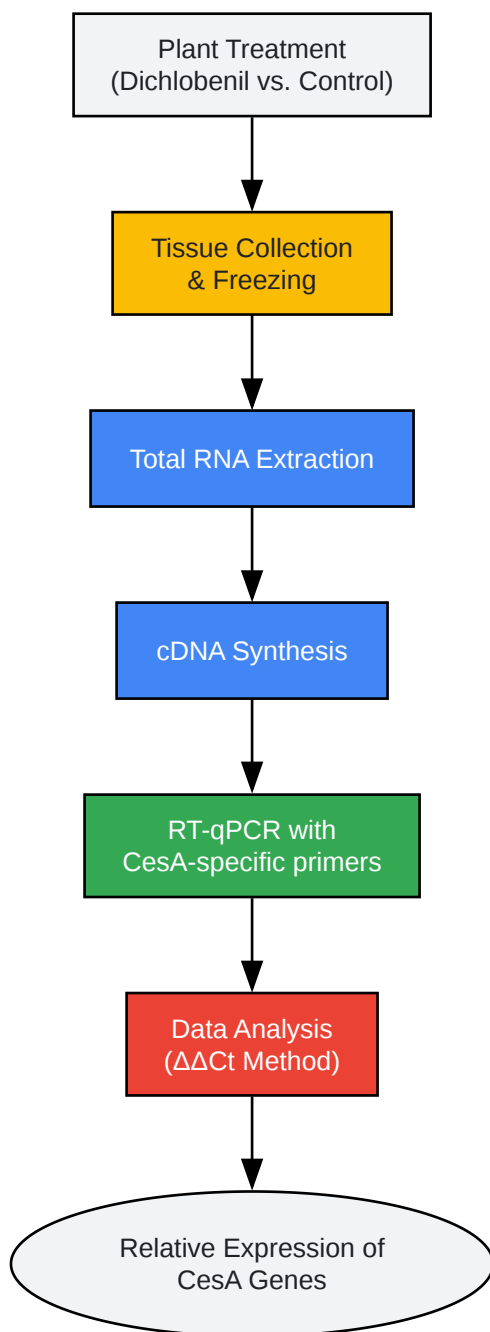 Plant Treatment
(Dichlobenil vs. Control)
Tissue Collection
& Freezing
Total RNA Extraction
cDNA Synthesis
RT-qPCR with
CesA-specific primers
Data Analysis
(ΔΔCt Method)
Relative Expression of
CesA Genes